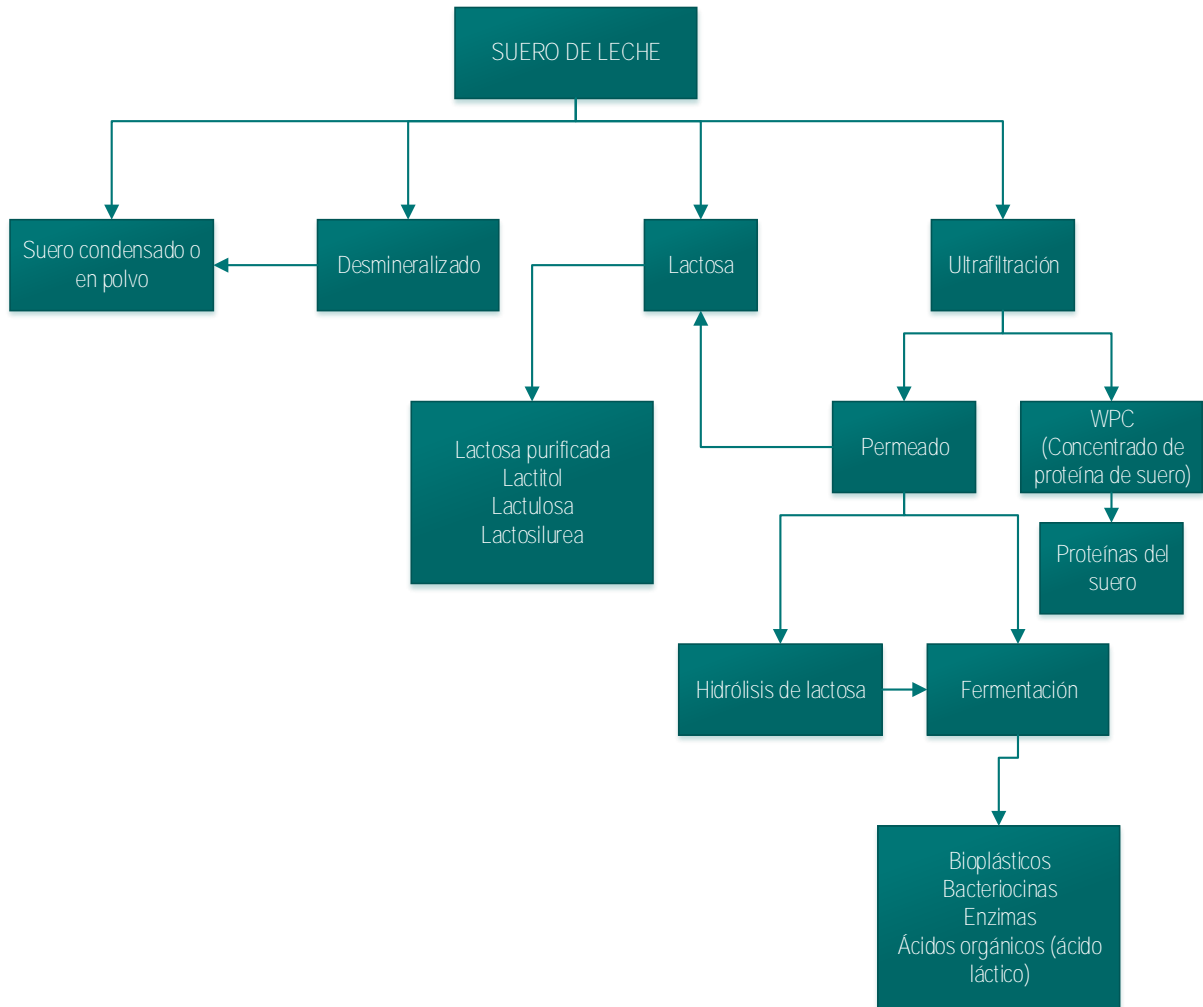 SUERO DE LECHE
Suero condensado o
en polvo
Desmineralizado
Lactosa
Ultrafiltración
Lactosa purificada
Lactitol
Lactulosa
Lactosilurea
Permeado
WPC
(Concentrado de
proteína de suero)
Proteínas del
suero
Hidrólisis de lactosa
Fermentación
Bioplásticos
Bacteriocinas
Enzimas
Ácidos orgánicos (ácido
láctico)